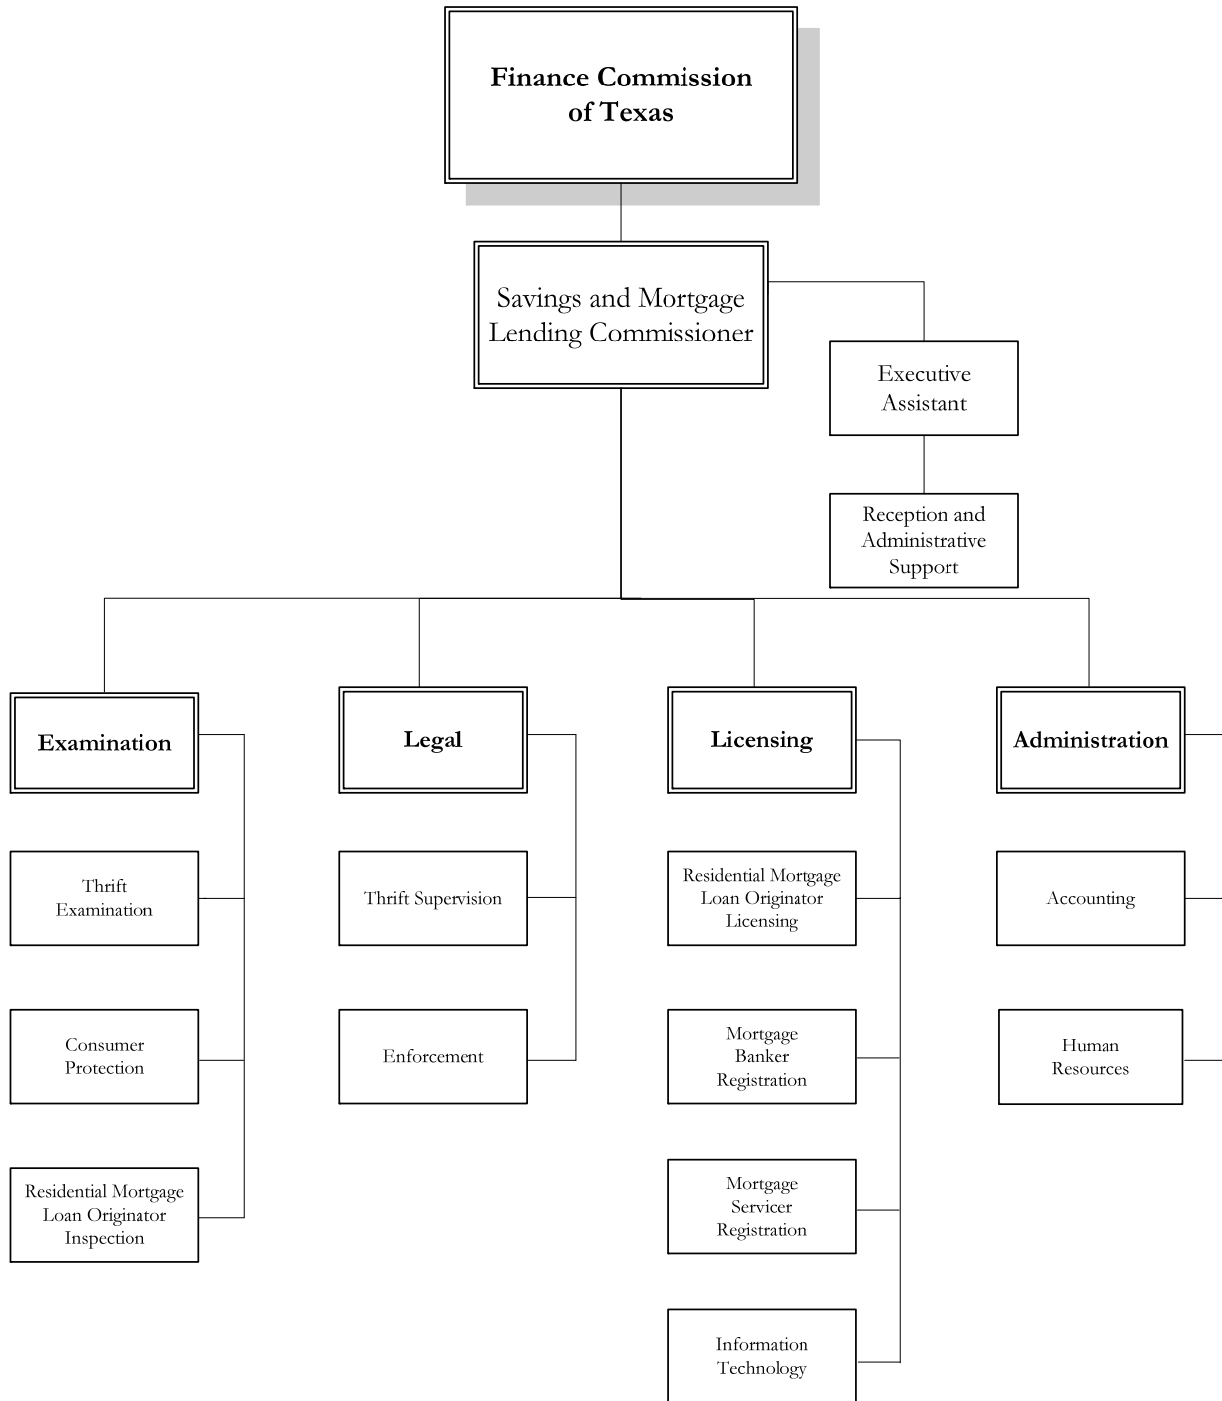 Finance Commission
of Texas
Savings and Mortgage
Lending Commissioner
Executive
Assistant
Reception and
Administrative
Support
Examination
Legal
Licensing
Administration
Thrift
Examination
Thrift Supervision
Residential Mortgage
Loan Originator
Licensing
Accounting
Consumer
Protection
Enforcement
Mortgage
Banker
Registration
Human
Resources
Residential Mortgage
Loan Originator
Inspection
Mortgage
Servicer
Registration
Information
Technology